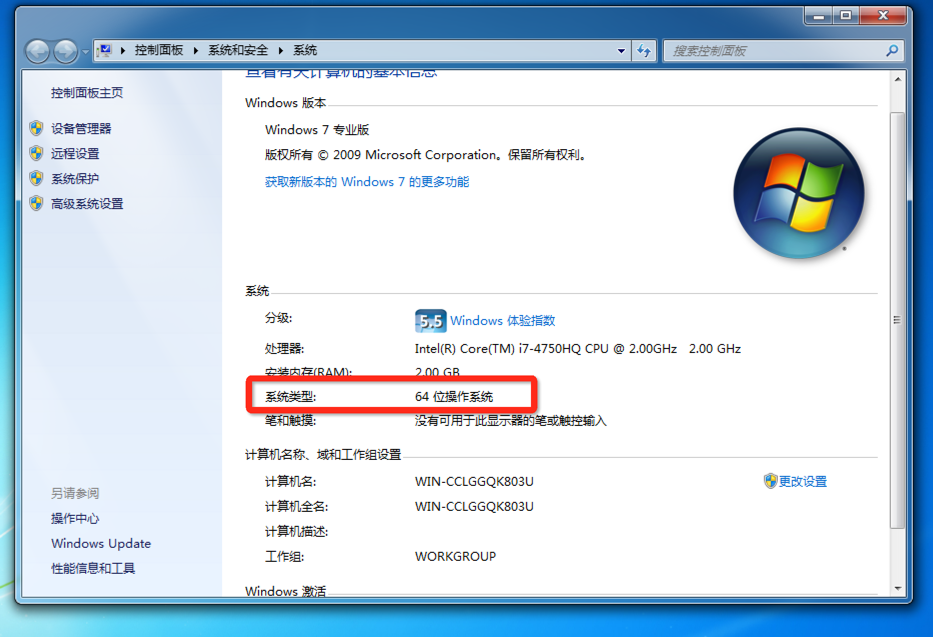 控制面板 ▸ 系统和安全 ▸ 系统
搜索控制面板
控制面板主页
设备管理器
远程设置
系统保护
高级系统设置
另请参阅
操作中心
Windows Update
性能信息和工具
查看有关计算机的基本信息
Windows 版本
Windows 7 专业版
版权所有 © 2009 Microsoft Corporation。保留所有权利。
获取新版本的 Windows 7 的更多功能
系统
分级: 5.5 Windows 体验指数
处理器: Intel(R) Core(TM) i7-4750HQ CPU @ 2.00GHz 2.00 GHz
安装内存(RAM): 2.00 GB
系统类型: 64 位操作系统
笔和触摸: 没有可用于此显示器的笔或触控输入
计算机名称、域和工作组设置
计算机名: WIN-CCLGGQK803U 更改设置
计算机全名: WIN-CCLGGQK803U
计算机描述:
工作组: WORKGROUP
Windows 激活